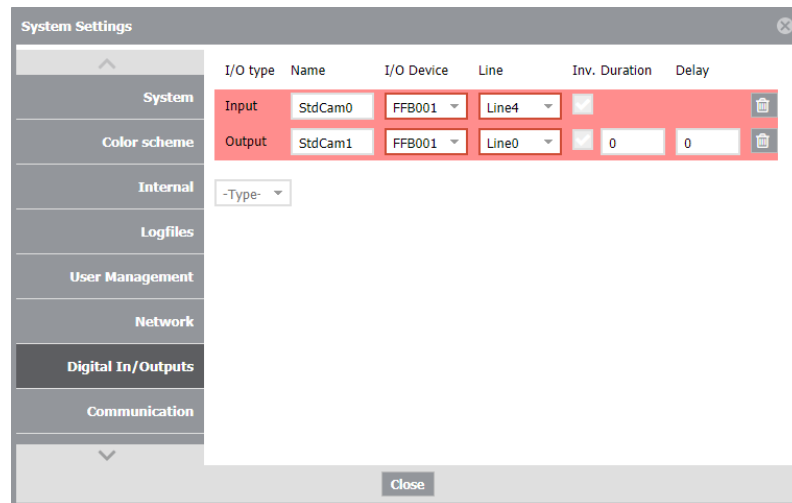 System Settings
I/O type Name I/O Device Line Inv. Duration Delay
System
Input StdCam0 FFB001 Line4
Color scheme
Output StdCam1 FFB001 Line0 0 0
Internal
-Type-
Logfiles
User Management
Network
Digital In/Outputs
Communication
Close